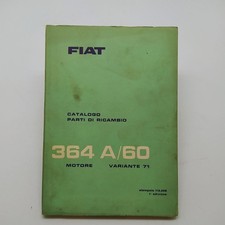 FIAT
CATALOGO
PARTI DI RICAMBIO
364 A/60
MOTORE VARIANTE 71